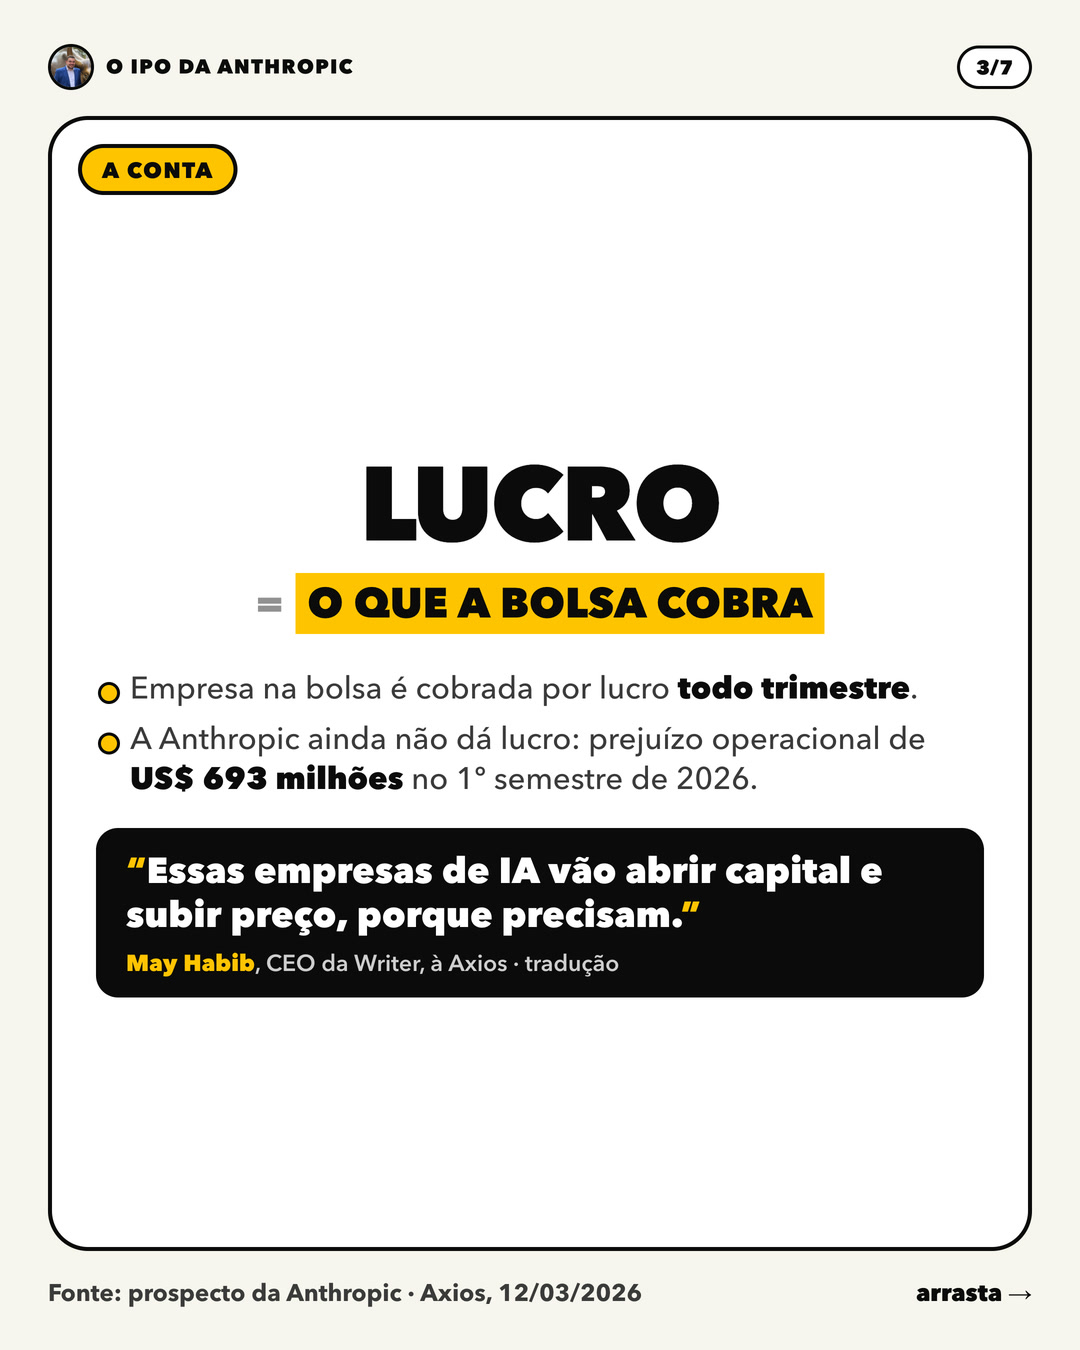 O IPO DA ANTHROPIC
3/7
A CONTA
LUCRO
= O QUE A BOLSA COBRA
Empresa na bolsa é cobrada por lucro todo trimestre.
A Anthropic ainda não dá lucro: prejuízo operacional de
US$ 693 milhões no 1º semestre de 2026.
"Essas empresas de IA vão abrir capital e
subir preço, porque precisam."
May Habib, CEO da Writer, à Axios · tradução
Fonte: prospecto da Anthropic · Axios, 12/03/2026
arrasta →